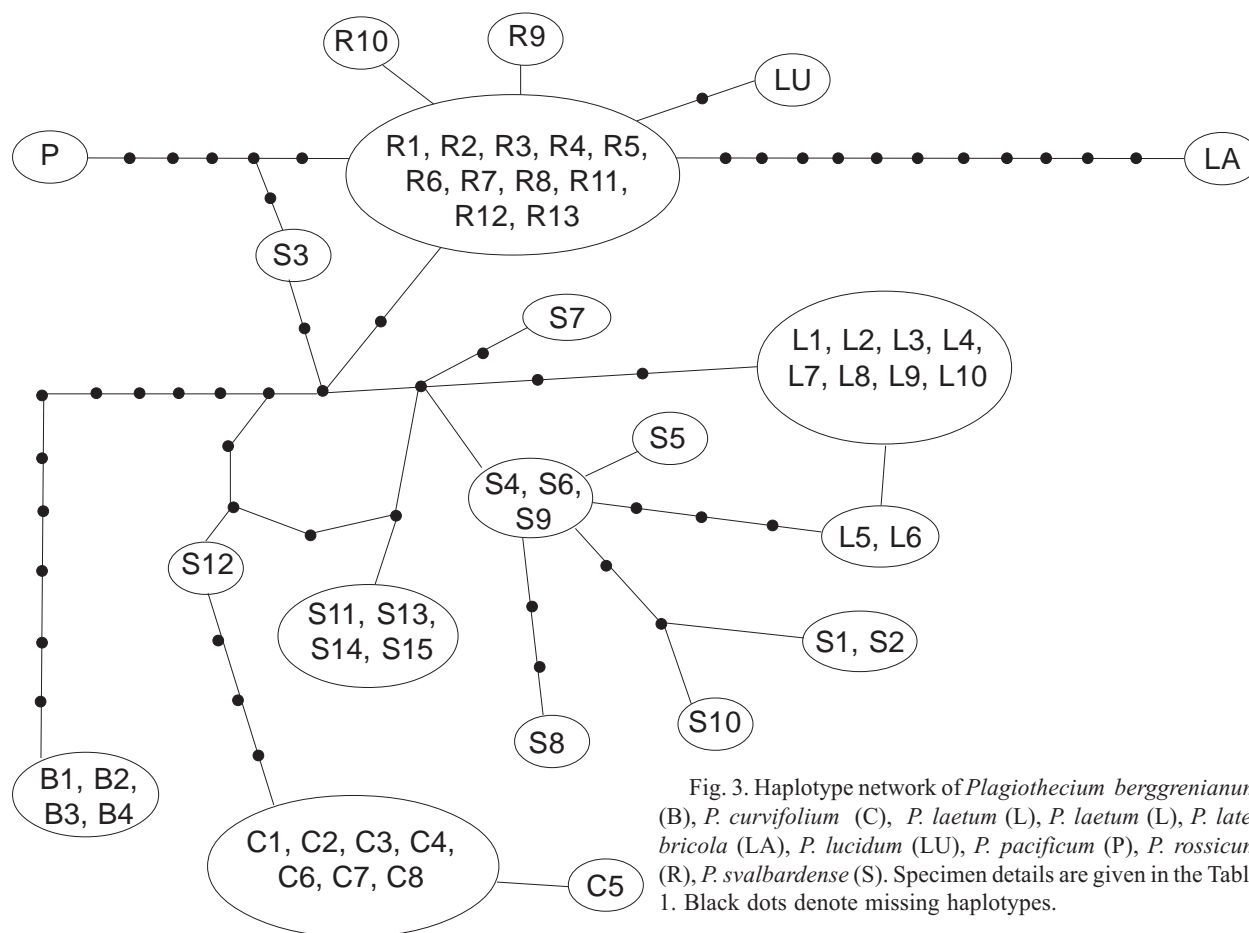 R10
R9
LU
P
R1, R2, R3, R4, R5,
R6, R7, R8, R11,
R12, R13
LA
S3
S7
L1, L2, L3, L4,
L7, L8, L9, L10
S5
S4, S6,
S9
L5, L6
S12
S11, S13,
S14, S15
S1, S2
S10
S8
B1, B2,
B3, B4
C1, C2, C3, C4,
C6, C7, C8
C5
Fig. 3. Haplotype network of Plagiothecium berggrenianum
(B), P. curvifolium (C), P. laetum (L), P. laetum (L), P. late
bricola (LA), P. lucidum (LU), P. pacificum (P), P. rossicum
(R), P. svalbardense (S). Specimen details are given in the Tabl
1. Black dots denote missing haplotypes.